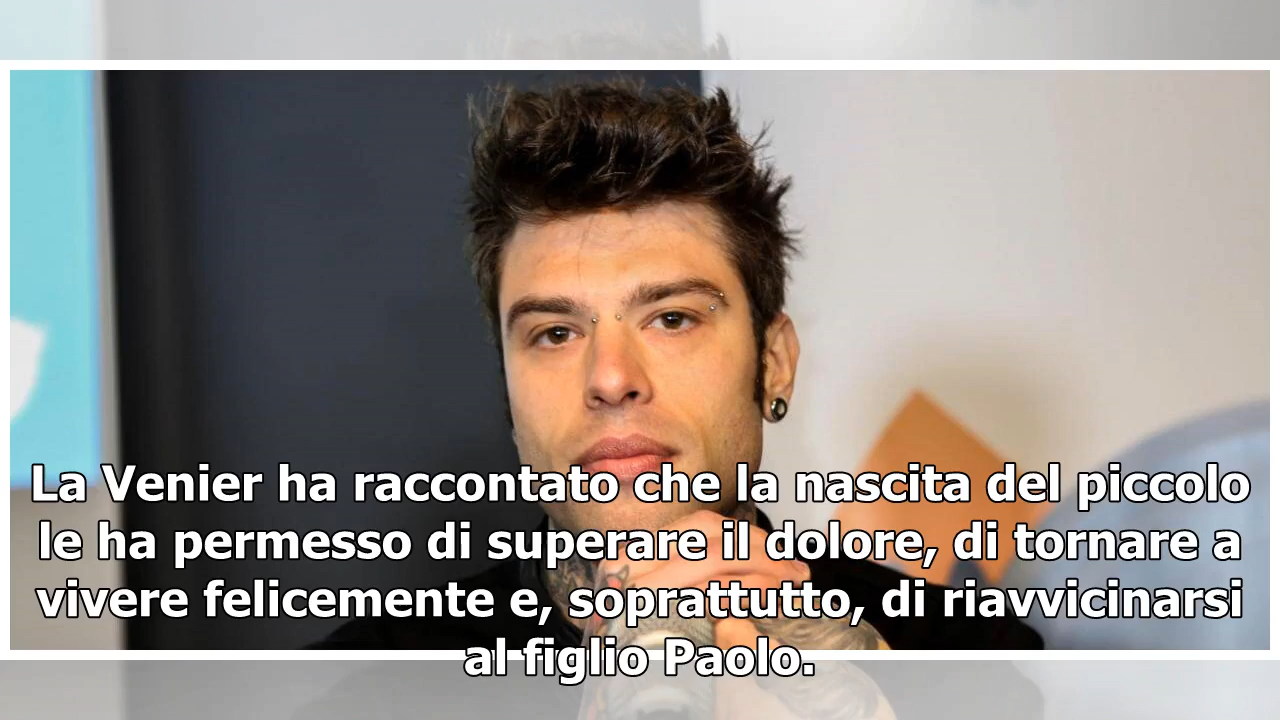 La Venier ha raccontato che la nascita del piccolo
le ha permesso di superare il dolore, di tornare a
vivere felicemente e, soprattutto, di riavvicinarsi
al figlio Paolo.